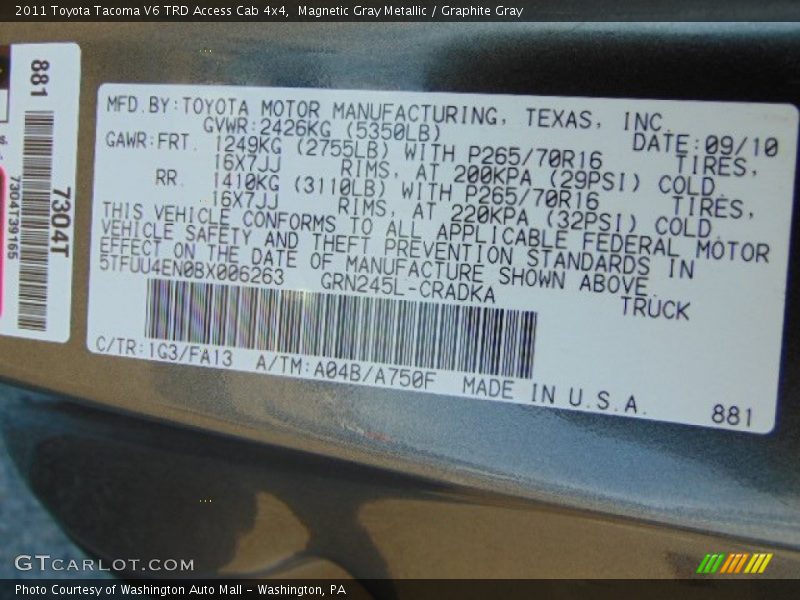 2011 Toyota Tacoma V6 TRD Access Cab 4x4,  Magnetic Gray Metallic / Graphite Gray
881
7304T
7304T39165
MFD.BY:TOYOTA MOTOR MANUFACTURING, TEXAS, INC.
GVWR:2426KG (5350LB) DATE:09/10
GAWR:FRT. 1249KG (2755LB) WITH P265/70R16 TIRES,
16X7JJ RIMS, AT 200KPA (29PSI) COLD
RR. 1410KG (3110LB) WITH P265/70R16 TIRES,
16X7JJ RIMS, AT 220KPA (32PSI) COLD
THIS VEHICLE CONFORMS TO ALL APPLICABLE FEDERAL MOTOR
VEHICLE SAFETY AND THEFT PREVENTION STANDARDS IN
EFFECT ON THE DATE OF MANUFACTURE SHOWN ABOVE
5TFUU4EN0BX006263 GRN245L-CRADKA TRUCK
C/TR:1G3/FA13 A/TM:A04B/A750F MADE IN U.S.A.
881
GTCARLOT.COM
Photo Courtesy of Washington Auto Mall - Washington, PA